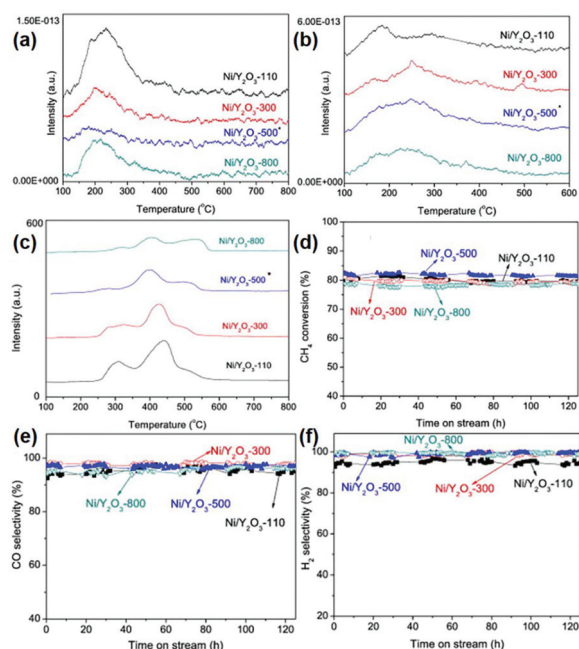 (a)
1.50E-013
Intensity (a.u.)
0.00E+000
Ni/Y₂O₃-110
Ni/Y₂O₃-300
Ni/Y₂O₂-500*
Ni/Y₂O₃-800
100 200 300 400 500 600 700 800
Temperature (°C)
(b)
6.00E-013
Intensity (a.u.)
0.00E+000
Ni/Y₂O₃-110
Ni/Y₂O₃-300
Ni/Y₂O₃-500*
Ni/Y₂O₃-800
100 200 300 400 500 600
Temperature (°C)
(c)
600
Intensity (a.u.)
0
Ni/Y₂O₃-800
Ni/Y₂O₃-500*
Ni/Y₂O₃-300
Ni/Y₂O₃-110
100 200 300 400 500 600 700 800
Temperature (°C)
(d)
CH₄ conversion (%)
100
90
80
70
60
50
40
Ni/Y₂O₃-500
Ni/Y₂O₃-110
Ni/Y₂O₃-300
Ni/Y₂O₃-800
0 20 40 60 80 100 120
Time on stream (h)
(e)
CO selectivity (%)
100
80
60
40
Ni/Y₂O₃-300
Ni/Y₂O₃-800
Ni/Y₂O₃-500
Ni/Y₂O₃-110
0 20 40 60 80 100 120
Time on stream (h)
(f)
H₂ selectivity (%)
100
80
60
40
20
Ni/Y₂O₃-800
Ni/Y₂O₃-500
Ni/Y₂O₃-300
Ni/Y₂O₃-110
0 20 40 60 80 100 120
Time on stream (h)